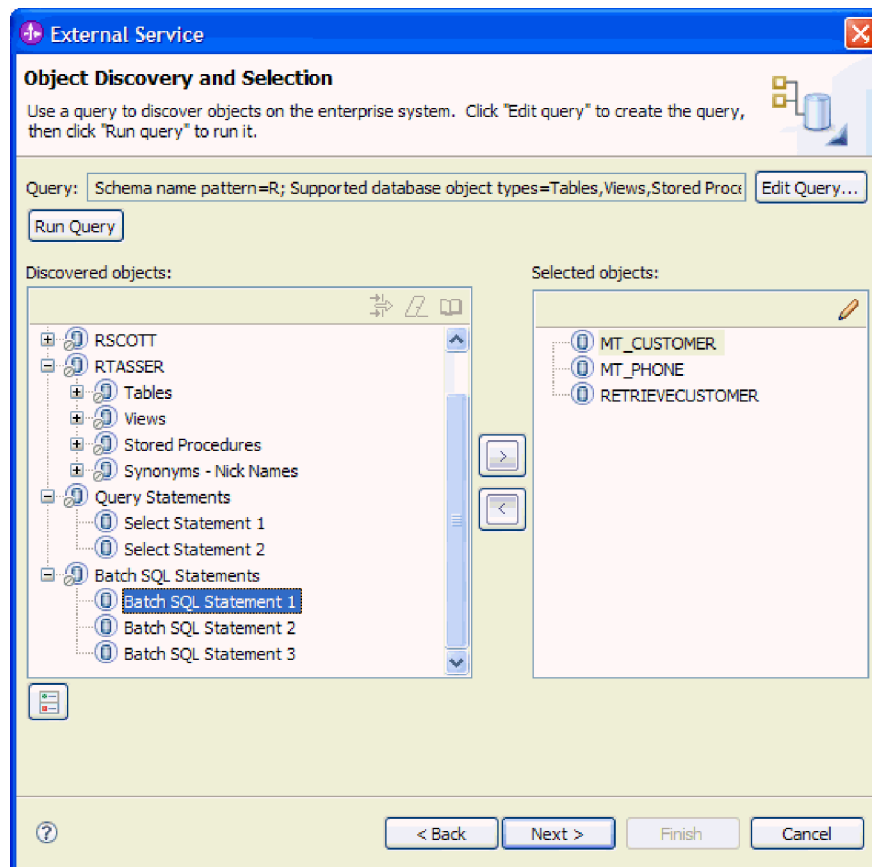 External Service
Object Discovery and Selection
Use a query to discover objects on the enterprise system. Click "Edit query" to create the query,
then click "Run query" to run it.
Query: Schema name pattern=R; Supported database object types=Tables,Views,Stored Proce Edit Query...
Run Query
Discovered objects:
Selected objects:
RSCOTT
RTASSER
Tables
Views
Stored Procedures
Synonyms - Nick Names
Query Statements
Select Statement 1
Select Statement 2
Batch SQL Statements
Batch SQL Statement 1
Batch SQL Statement 2
Batch SQL Statement 3
MT_CUSTOMER
MT_PHONE
RETRIEVECUSTOMER
>
<
? < Back Next > Finish Cancel